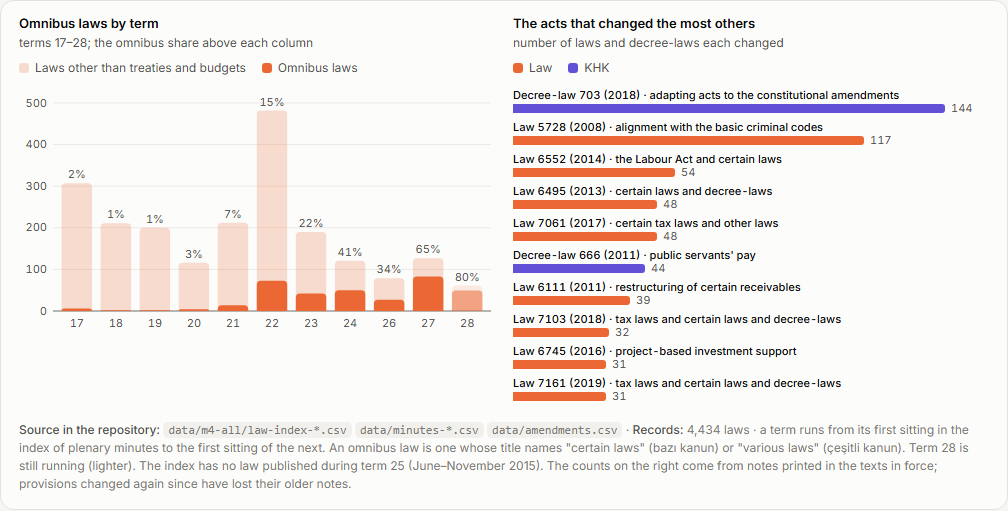 Omnibus laws by term
terms 17–28; the omnibus share above each column
Laws other than treaties and budgets
Omnibus laws
500
400
300
200
100
0
2%
1%
1%
3%
7%
15%
22%
41%
34%
65%
80%
17
18
19
20
21
22
23
24
26
27
28
The acts that changed the most others
number of laws and decree-laws each changed
Law
KHK
Decree-law 703 (2018) · adapting acts to the constitutional amendments
144
Law 5728 (2008) · alignment with the basic criminal codes
117
Law 6552 (2014) · the Labour Act and certain laws
54
Law 6495 (2013) · certain laws and decree-laws
48
Law 7061 (2017) · certain tax laws and other laws
48
Decree-law 666 (2011) · public servants' pay
44
Law 6111 (2011) · restructuring of certain receivables
39
Law 7103 (2018) · tax laws and certain laws and decree-laws
32
Law 6745 (2016) · project-based investment support
31
Law 7161 (2019) · tax laws and certain laws and decree-laws
31
Source in the repository: data/m4-all/law-index-*.csv data/minutes-*.csv data/amendments.csv · Records: 4,434 laws · a term runs from its first sitting in the
index of plenary minutes to the first sitting of the next. An omnibus law is one whose title names "certain laws" (bazı kanun) or "various laws" (çeşitli kanun). Term 28 is
still running (lighter). The index has no law published during term 25 (June–November 2015). The counts on the right come from notes printed in the texts in force;
provisions changed again since have lost their older notes.